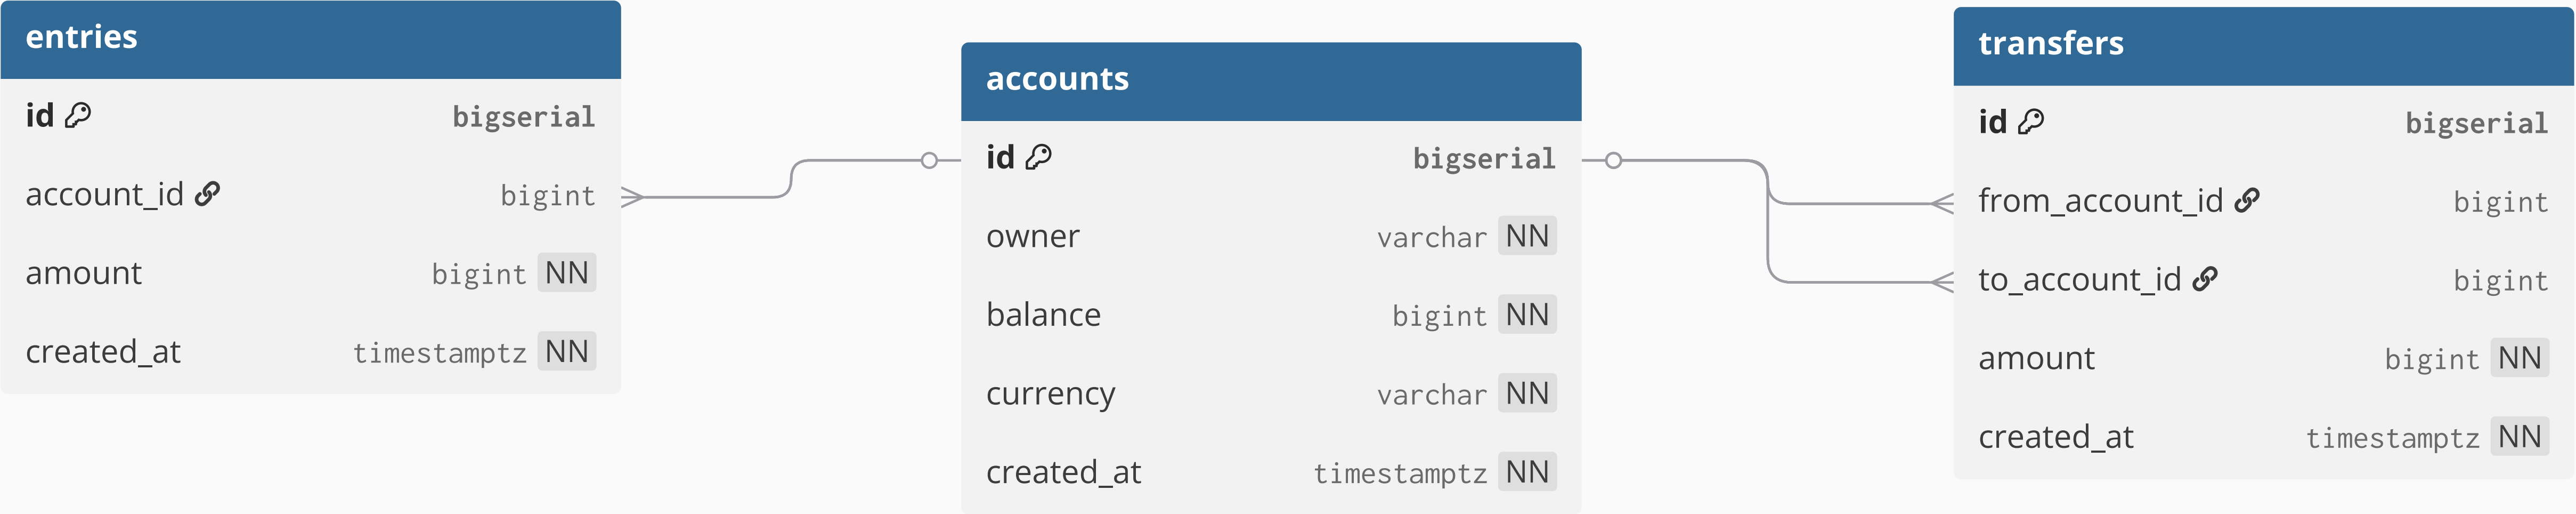 entries
id bigserial
account_id bigint
amount bigint NN
created_at timestamptz NN
accounts
id bigserial
owner varchar NN
balance bigint NN
currency varchar NN
created_at timestamptz NN
transfers
id bigserial
from_account_id bigint
to_account_id bigint
amount bigint NN
created_at timestamptz NN